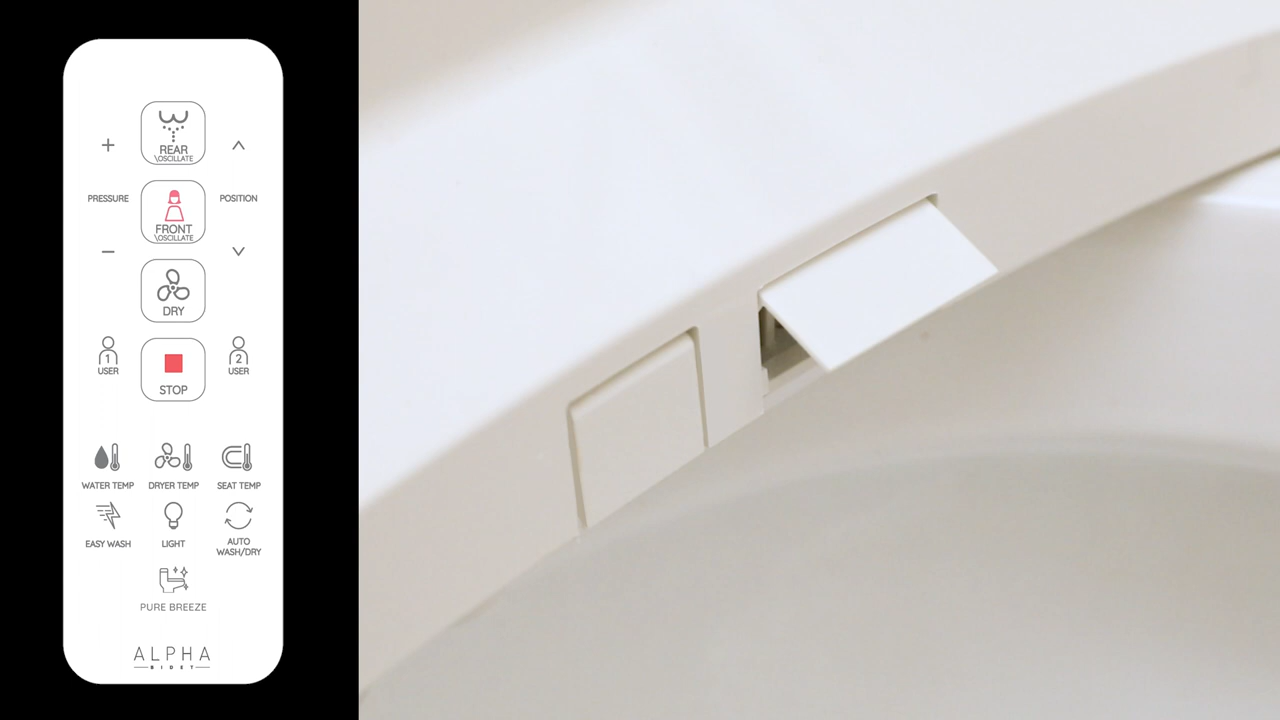 REAR
\OSCILLATE
+
PRESSURE
POSITION
FRONT
\OSCILLATE
−
DRY
1
USER
STOP
2
USER
WATER TEMP
DRYER TEMP
SEAT TEMP
EASY WASH
LIGHT
AUTO
WASH/DRY
PURE BREEZE
ALPHA
BIDET